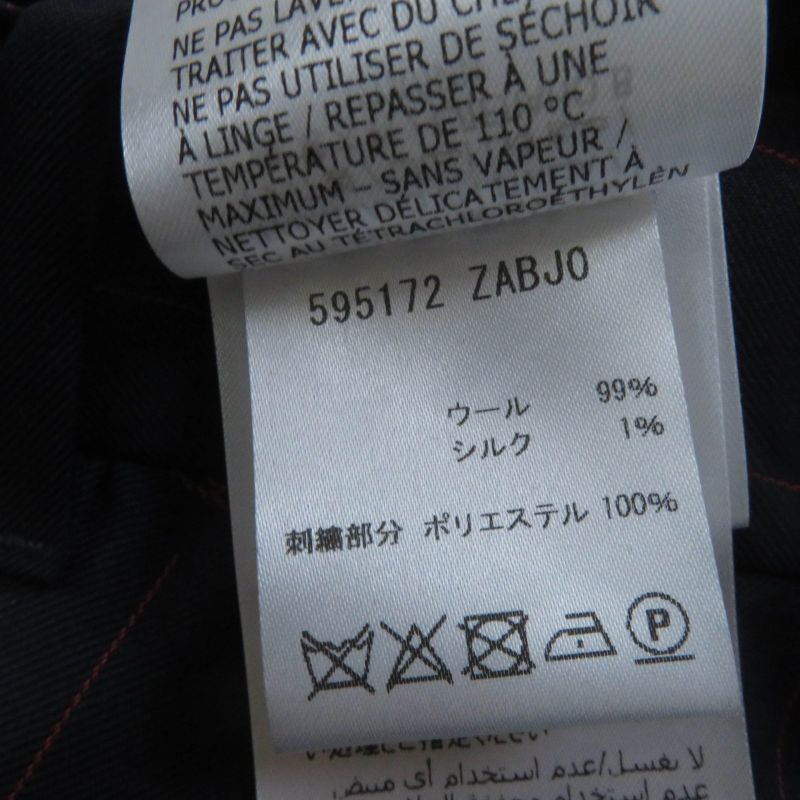 NE PAS LAVER
TRAITER AVEC DU
NE PAS UTILISER DE SÉCHOIR
À LINGE / REPASSER À UNE
TEMPÉRATURE DE 110 °C
MAXIMUM – SANS VAPEUR /
NETTOYER DÉLICATEMENT À
SEC AU TÉTRACHLOROÉTHYLÈN
595172 ZABJO
ウール 99%
シルク 1%
刺繍部分 ポリエステル 100%
P
لا يغسل/عدم استخدام أي مبيض